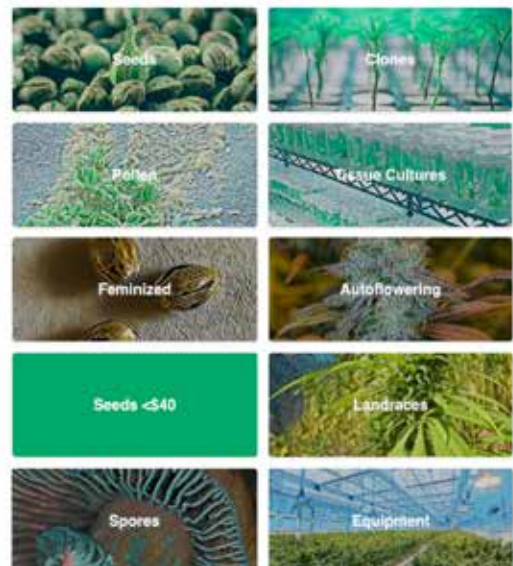 Seeds
Clones
Pollen
Tissue Cultures
Feminized
Autoflowering
Seeds <$40
Landraces
Spores
Equipment